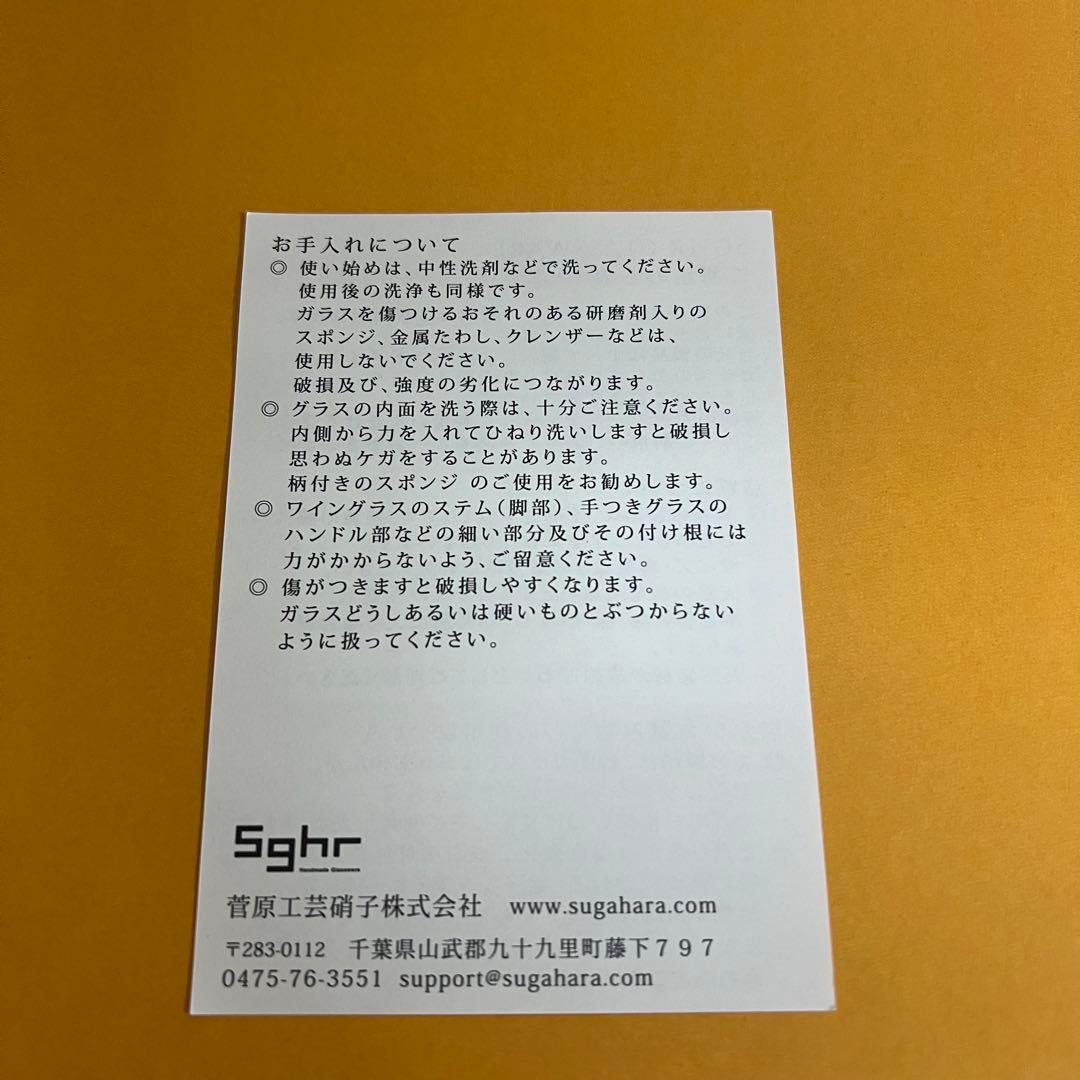 お手入れについて
◎ 使い始めは、中性洗剤などで洗ってください。
使用後の洗浄も同様です。
ガラスを傷つけるおそれのある研磨剤入りの
スポンジ、金属たわし、クレンザーなどは、
使用しないでください。
破損及び、強度の劣化につながります。
◎ グラスの内面を洗う際は、十分ご注意ください。
内側から力を入れてひねり洗いしますと破損し
思わぬケガをすることがあります。
柄付きのスポンジ のご使用をお勧めします。
◎ ワイングラスのステム(脚部)、手つきグラスの
ハンドル部などの細い部分及びその付け根には
力がかからないよう、ご留意ください。
◎ 傷がつきますと破損しやすくなります。
ガラスどうしあるいは硬いものとぶつからない
ように扱ってください。
Sghr
Handmade Glassware
菅原工芸硝子株式会社 www.sugahara.com
〒283-0112 千葉県山武郡九十九里町藤下797
0475-76-3551 support@sugahara.com